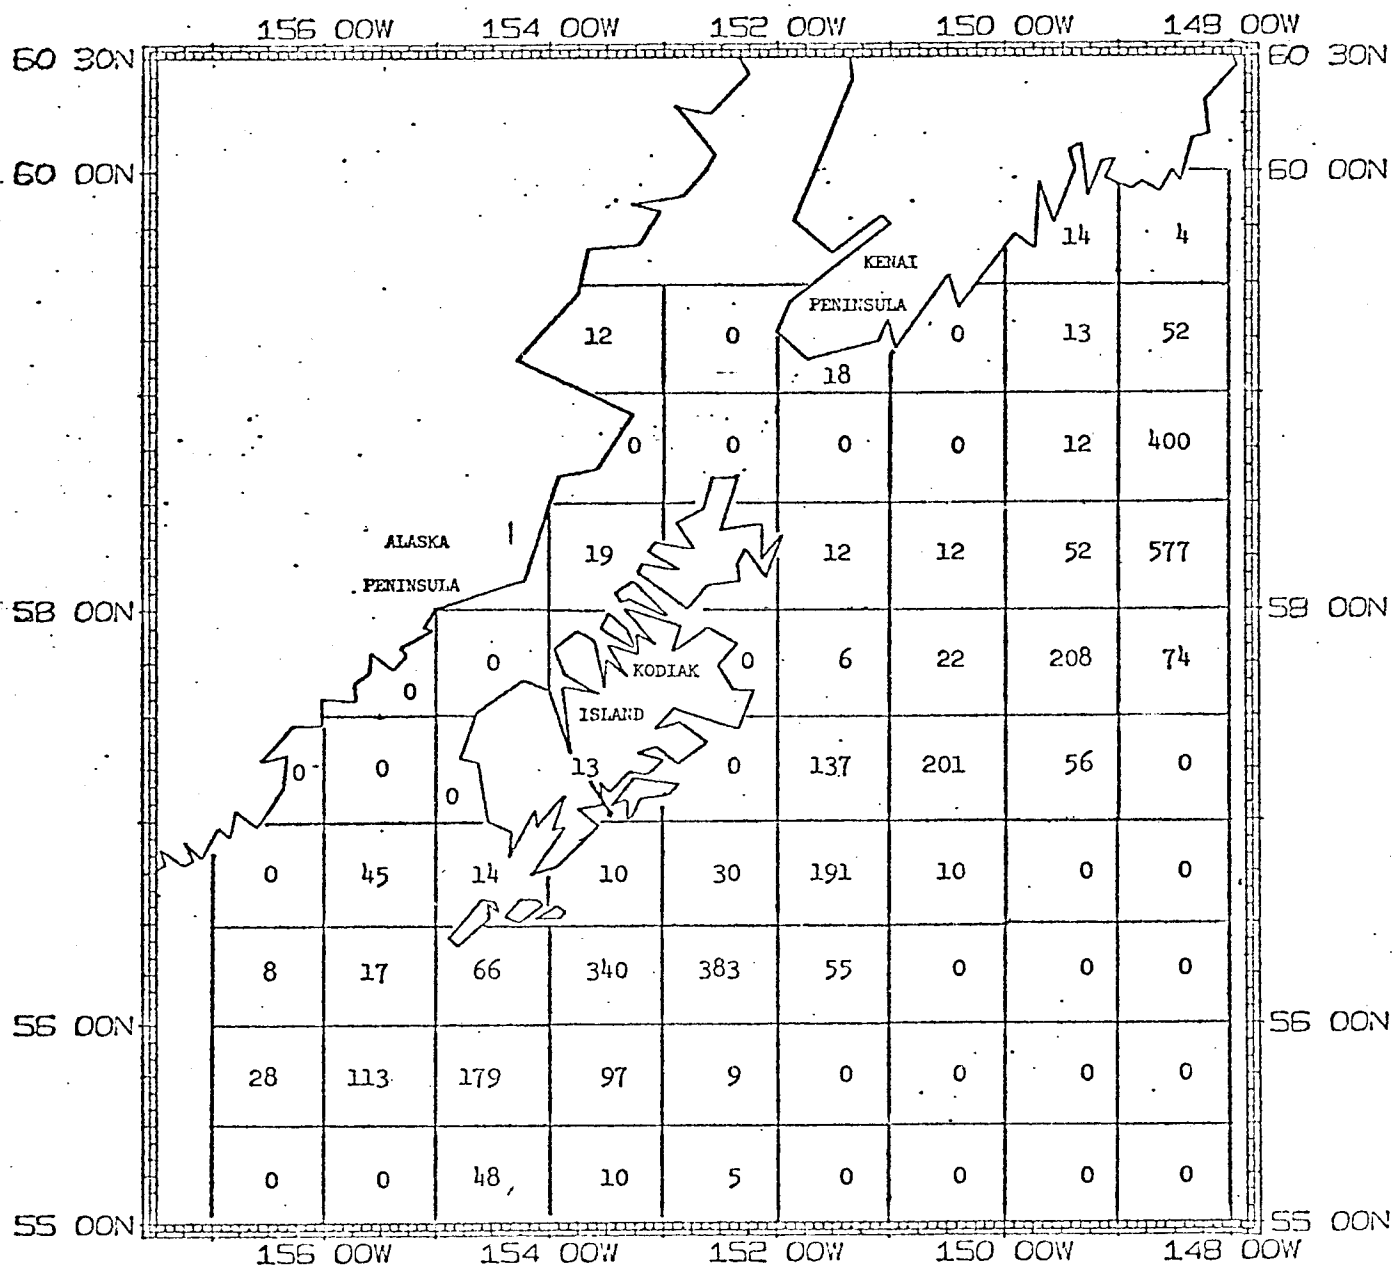 156 00W 154 00W 152 00W 150 00W 148 00W
60 30N 60 30N
60 00N 60 00N
14 4
KENAI
PENINSULA
12 0 0 13 52
18
0 0 0 0 12 400
ALASKA
19 12 12 52 577
PENINSULA
58 00N 58 00N
0 0 6 22 208 74
KODIAK
0
ISLAND
0 0 13 0 137 201 56 0
0
0 45 14 10 30 191 10 0 0
8 17 66 340 383 55 0 0 0
56 00N 56 00N
28 113 179 97 9 0 0 0 0
0 0 48 10 5 0 0 0 0
55 00N 55 00N
156 00W 154 00W 152 00W 150 00W 148 00W